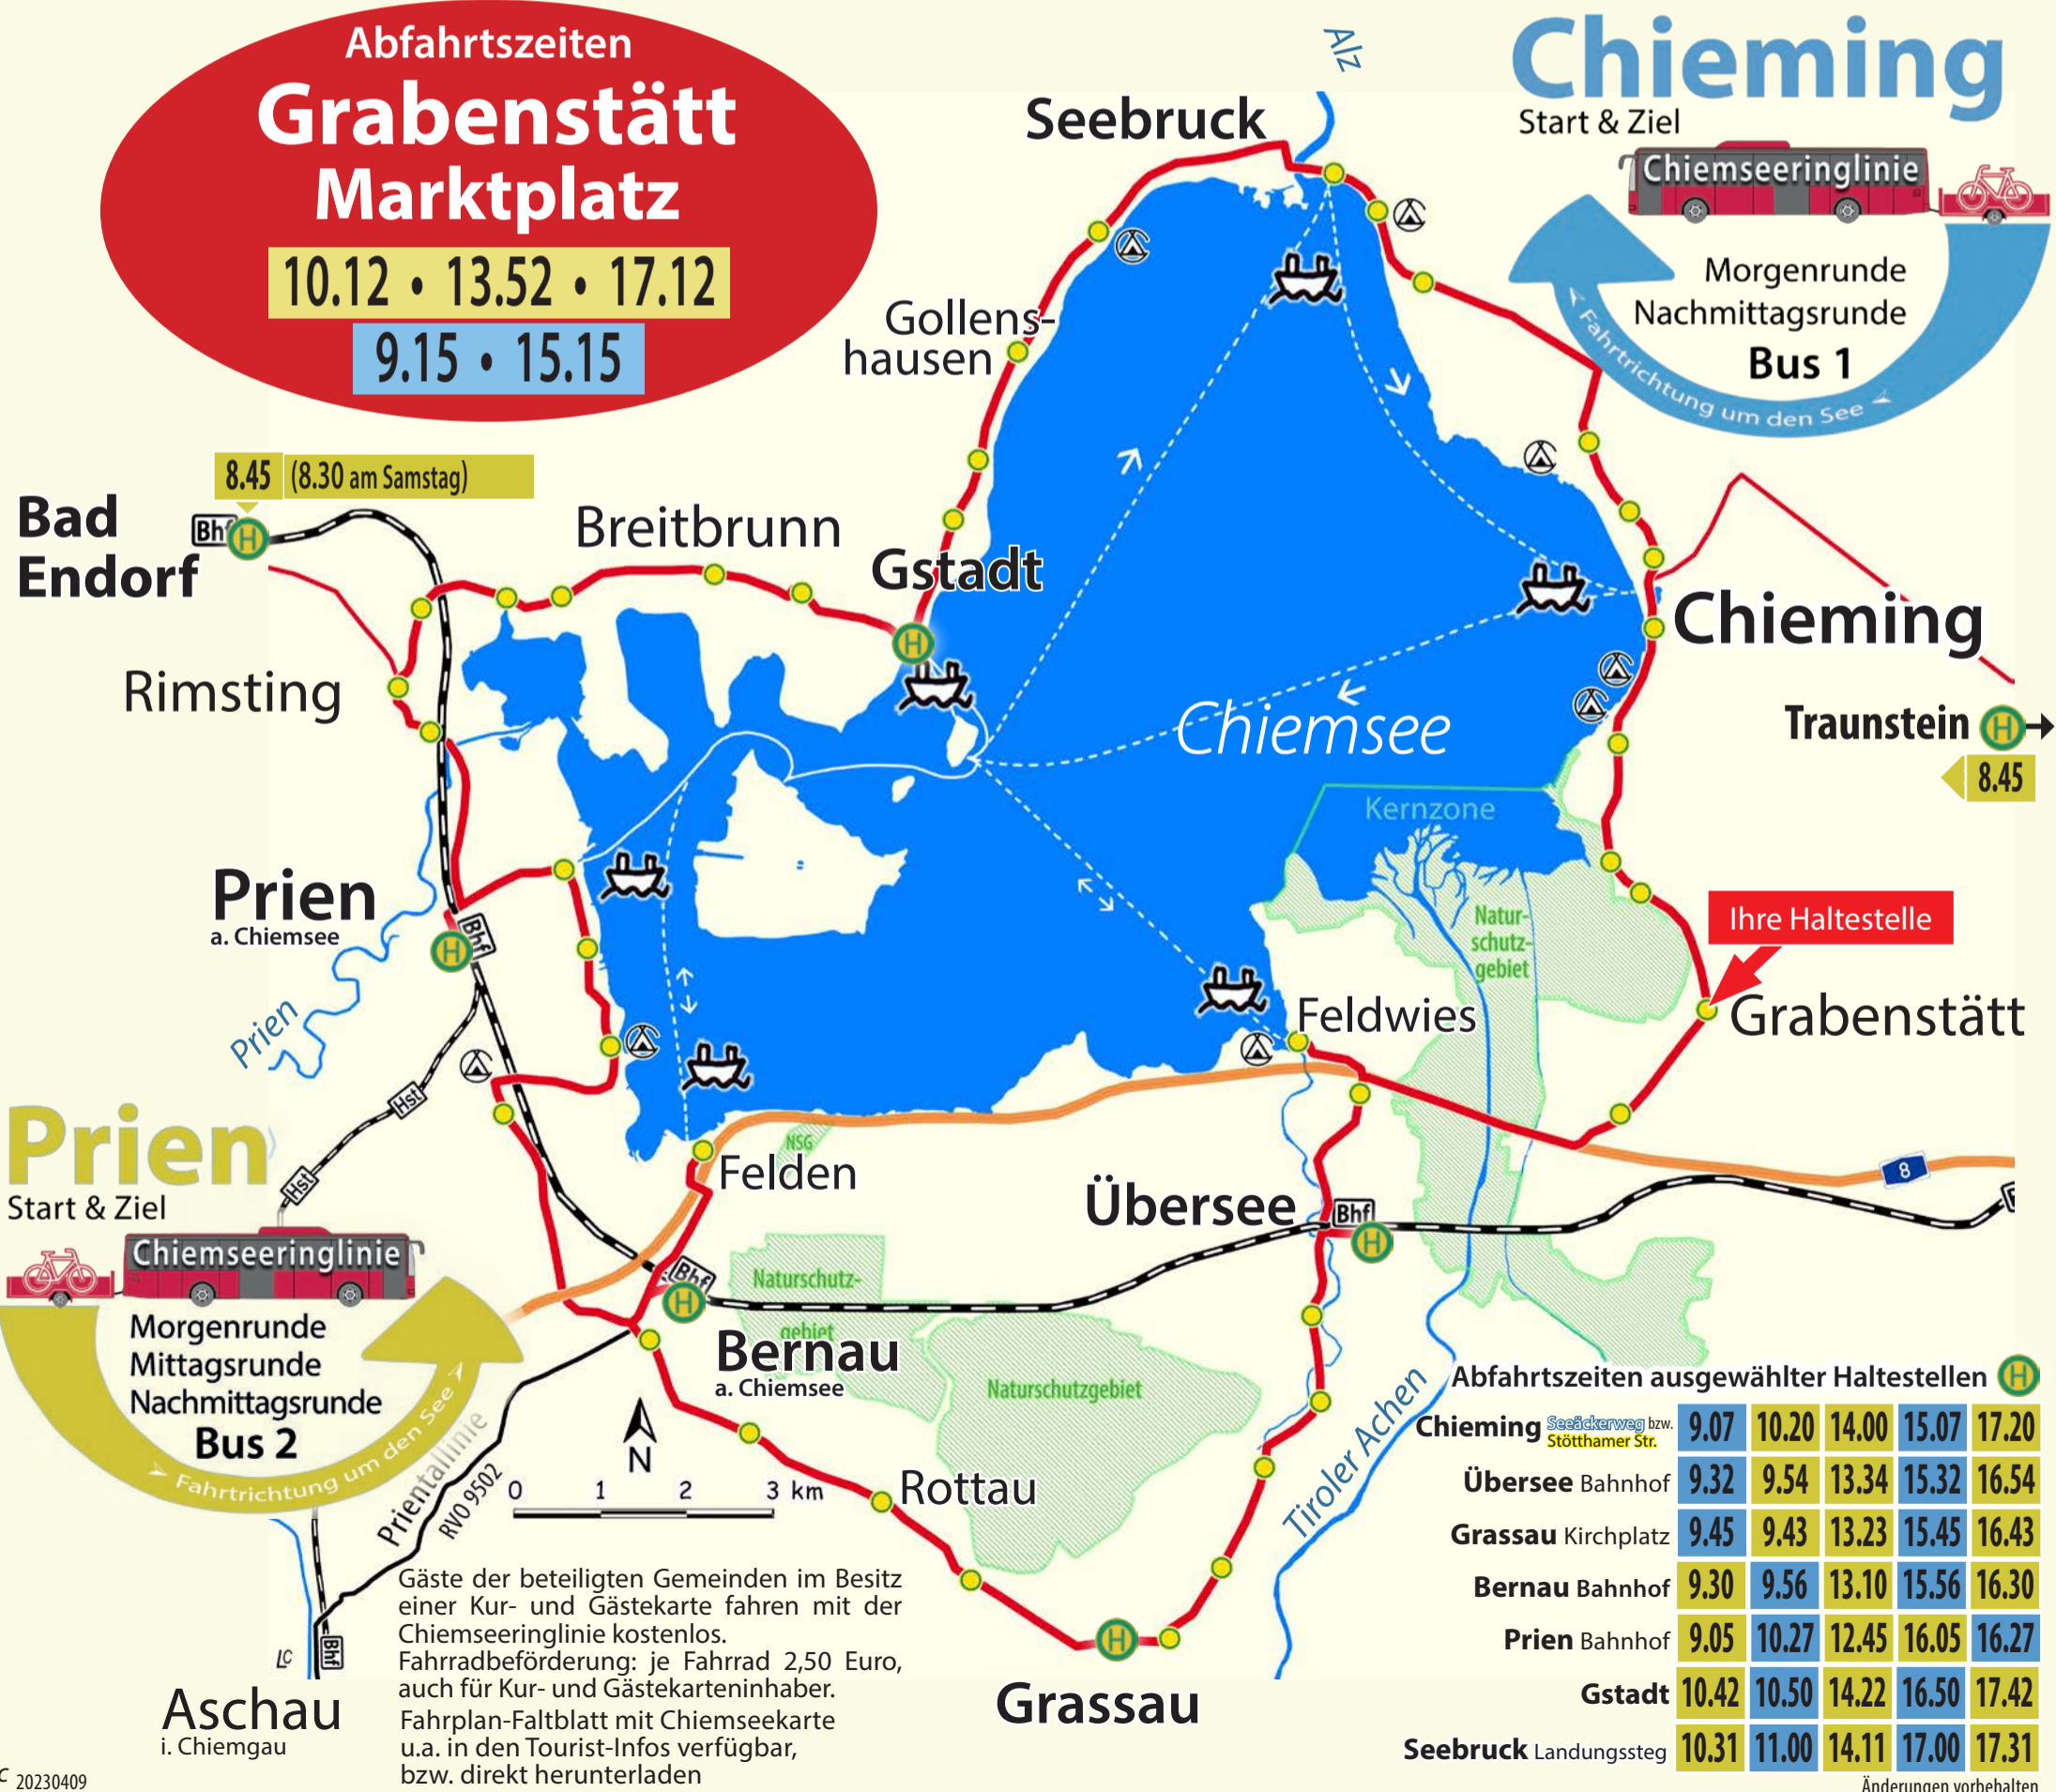 Abfahrtszeiten
Grabenstätt
Marktplatz
10.12 • 13.52 • 17.12
9.15 • 15.15
Alz
Chieming
Start & Ziel
Chiemseeringlinie
Morgenrunde
Nachmittagsrunde
Bus 1
Fahrtrichtung um den See
Seebruck
Gollens-
hausen
8.45 (8.30 am Samstag)
Bad
Endorf
Bhf
H
Breitbrunn
Gstadt
H
Rimsting
Chieming
Chiemsee
Traunstein H
8.45
Kernzone
Prien
a. Chiemsee
Bhf
H
Natur-
schutz-
gebiet
Ihre Haltestelle
Grabenstätt
Feldwies
Prien
Hst
Hst
Prien
Start & Ziel
Chiemseeringlinie
Morgenrunde
Mittagsrunde
Nachmittagsrunde
Bus 2
Fahrtrichtung um den See
NSG
Felden
8
Übersee
Bhf
H
Bhf
H
Naturschutz-
gebiet
Bernau
a. Chiemsee
Naturschutzgebiet
N
0 1 2 3 km
Prientallinie
RVO 9502
Rottau
Tiroler Achen
H
Grassau
Bhf
LC
Aschau
i. Chiemgau
Gäste der beteiligten Gemeinden im Besitz
einer Kur- und Gästekarte fahren mit der
Chiemseeringlinie kostenlos.
Fahrradbeförderung: je Fahrrad 2,50 Euro,
auch für Kur- und Gästekarteninhaber.
Fahrplan-Faltblatt mit Chiemseekarte
u.a. in den Tourist-Infos verfügbar,
bzw. direkt herunterladen
Abfahrtszeiten ausgewählter Haltestellen H
Chieming Seeäckerweg bzw. Stötthamer Str. 9.07 10.20 14.00 15.07 17.20
Übersee Bahnhof 9.32 9.54 13.34 15.32 16.54
Grassau Kirchplatz 9.45 9.43 13.23 15.45 16.43
Bernau Bahnhof 9.30 9.56 13.10 15.56 16.30
Prien Bahnhof 9.05 10.27 12.45 16.05 16.27
Gstadt 10.42 10.50 14.22 16.50 17.42
Seebruck Landungssteg 10.31 11.00 14.11 17.00 17.31
Änderungen vorbehalten
20230409